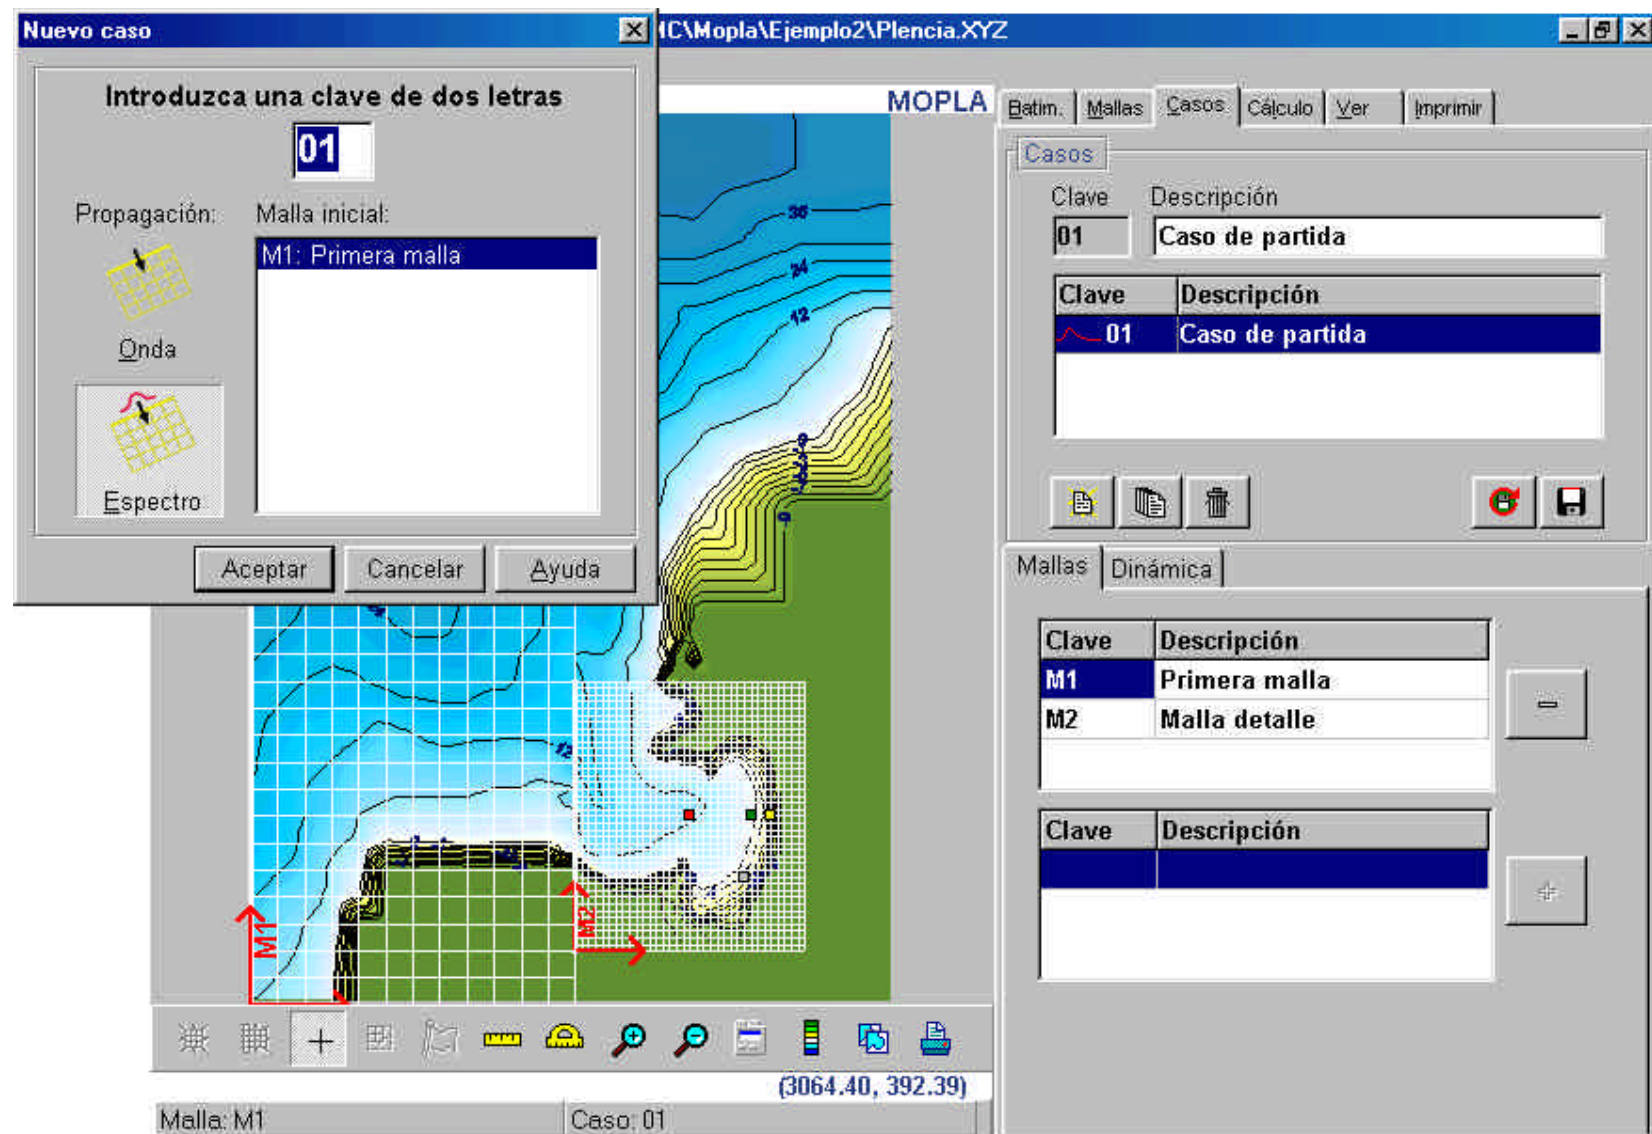 Nuevo caso
Introduzca una clave de dos letras
01
Propagación:
Malla inicial:
M1: Primera malla
Onda
Espectro
Aceptar
Cancelar
Ayuda
\Mopla\Ejemplo2\Plencia.XYZ
MOPLA
36
24
12
9
0
12
M1
M2
(3064.40, 392.39)
Malla: M1
Caso: 01
Batim.
Mallas
Casos
Cálculo
Ver
Imprimir
Casos
Clave Descripción
01 Caso de partida
Clave Descripción
01 Caso de partida
Mallas
Dinámica
Clave Descripción
M1 Primera malla
M2 Malla detalle
Clave Descripción